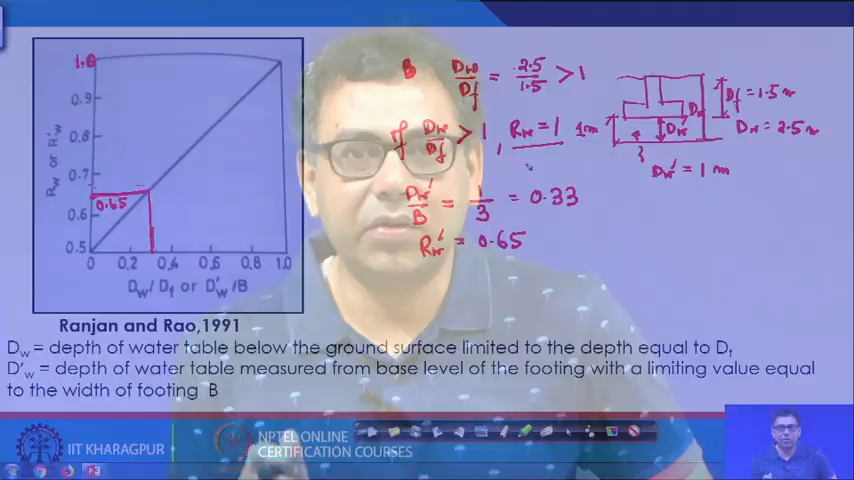 1.0
0.9
0.8
0.7
0.6
0.5
0.65
Rw or R'w
0 0.2 0.4 0.6 0.8 1.0
Dw/Df or D'w/B
Ranjan and Rao,1991
B Dw/Df = 2.5/1.5 > 1
If Dw/Df > 1, Rw = 1
Dw'/B = 1/3 = 0.33
Rw' = 0.65
1m
Dw'
Df = 1.5 m
Dw = 2.5 m
Dw' = 1 m
Dw = depth of water table below the ground surface limited to the depth equal to Df
D'w = depth of water table measured from base level of the footing with a limiting value equal
to the width of footing B
IIT KHARAGPUR
NPTEL ONLINE
CERTIFICATION COURSES